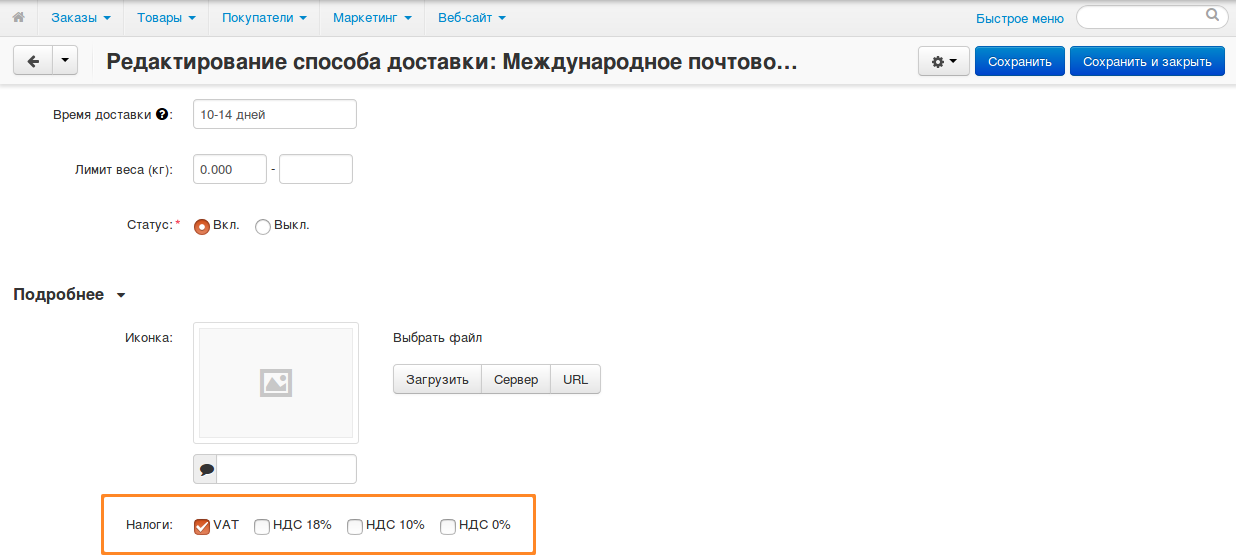 Заказы Товары Покупатели Маркетинг Веб-сайт Быстрое меню
Редактирование способа доставки: Международное почтово... Сохранить Сохранить и закрыть
Время доставки ?: 10-14 дней
Лимит веса (кг): 0.000 -
Статус:* Вкл. Выкл.
Подробнее
Иконка: Выбрать файл
Загрузить Сервер URL
Налоги: VAT НДС 18% НДС 10% НДС 0%